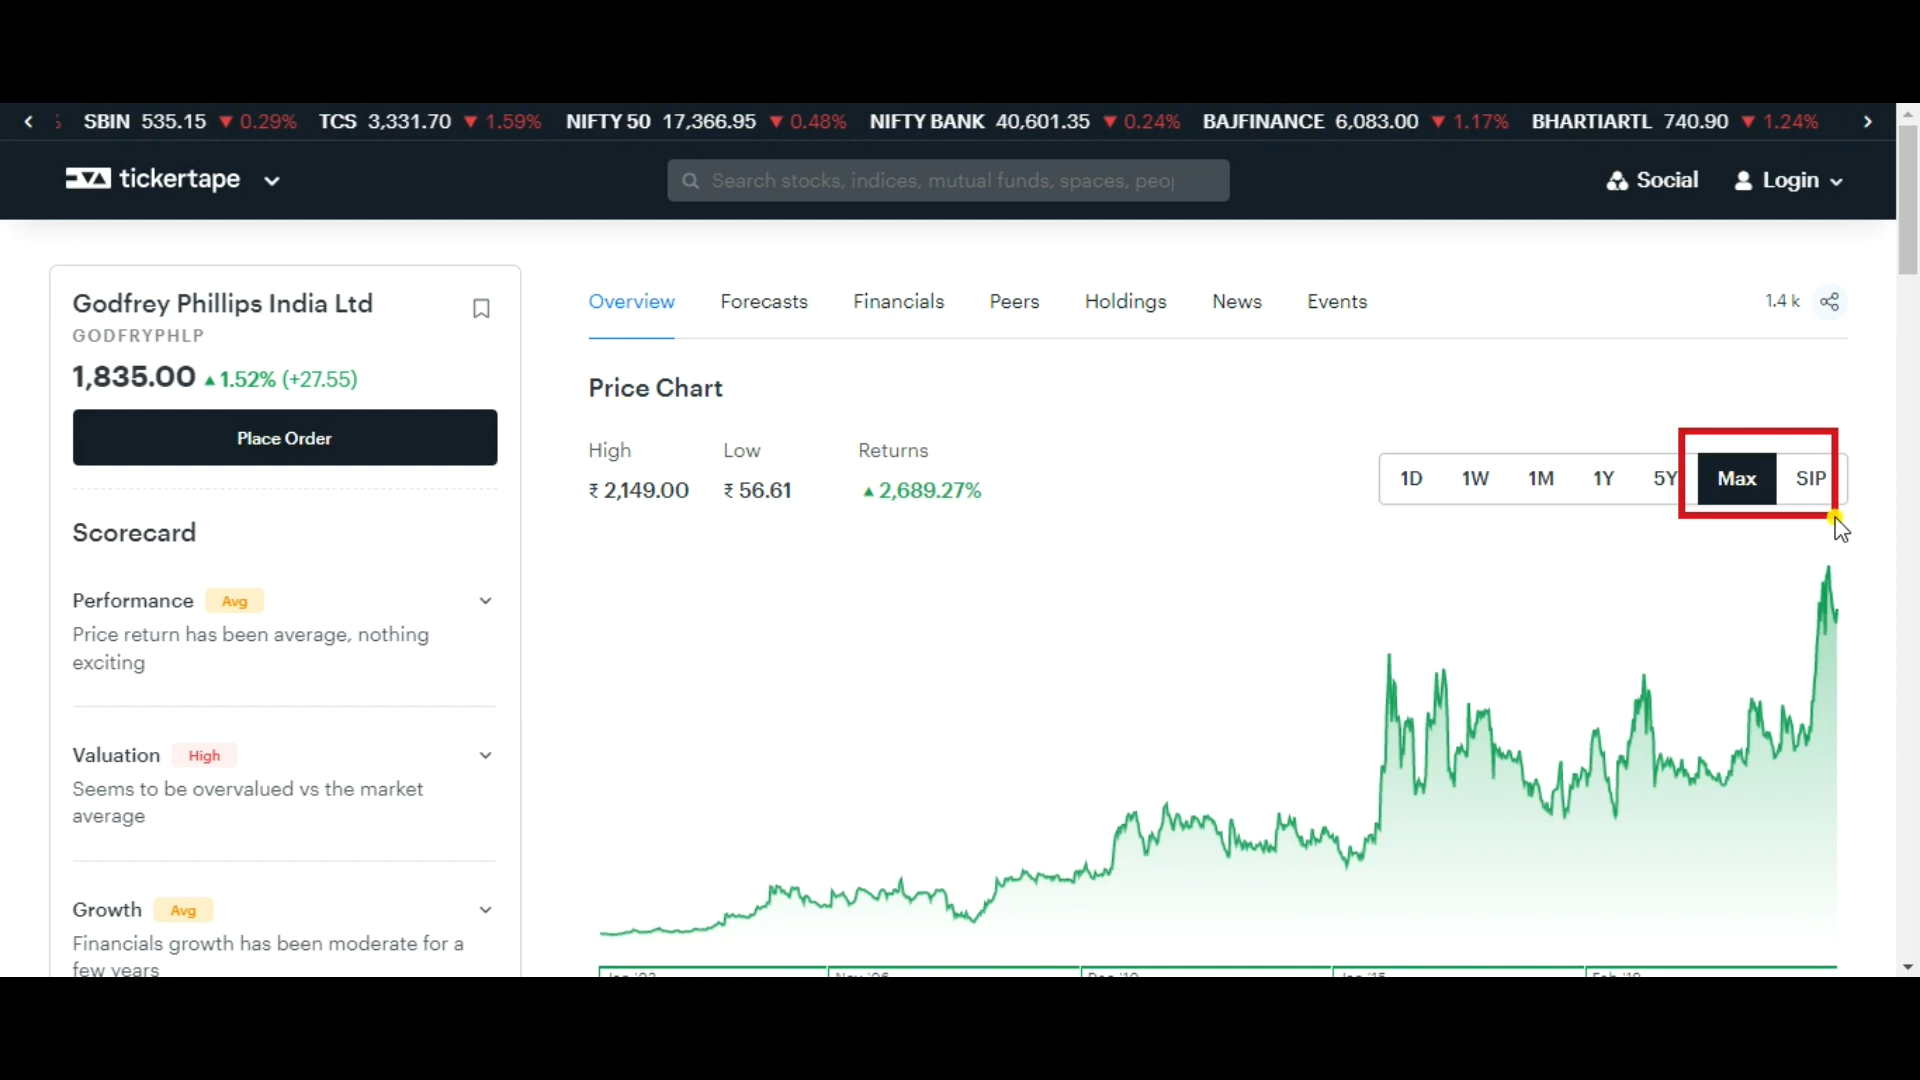 SBIN 535.15 ▼ 0.29% TCS 3,331.70 ▼ 1.59% NIFTY 50 17,366.95 ▼ 0.48% NIFTY BANK 40,601.35 ▼ 0.24% BAJFINANCE 6,083.00 ▼ 1.17% BHARTIARTL 740.90 ▼ 1.24%
tickertape
Search stocks, indices, mutual funds, spaces, peo
Social
Login
Godfrey Phillips India Ltd
GODFRYPHLP
1,835.00 ▲ 1.52% (+27.55)
Place Order
Scorecard
Performance Avg
Price return has been average, nothing
exciting
Valuation High
Seems to be overvalued vs the market
average
Growth Avg
Financials growth has been moderate for a
few years
Overview Forecasts Financials Peers Holdings News Events
1.4 k
Price Chart
High Low Returns
₹ 2,149.00 ₹ 56.61 ▲ 2,689.27%
1D 1W 1M 1Y 5Y Max SIP